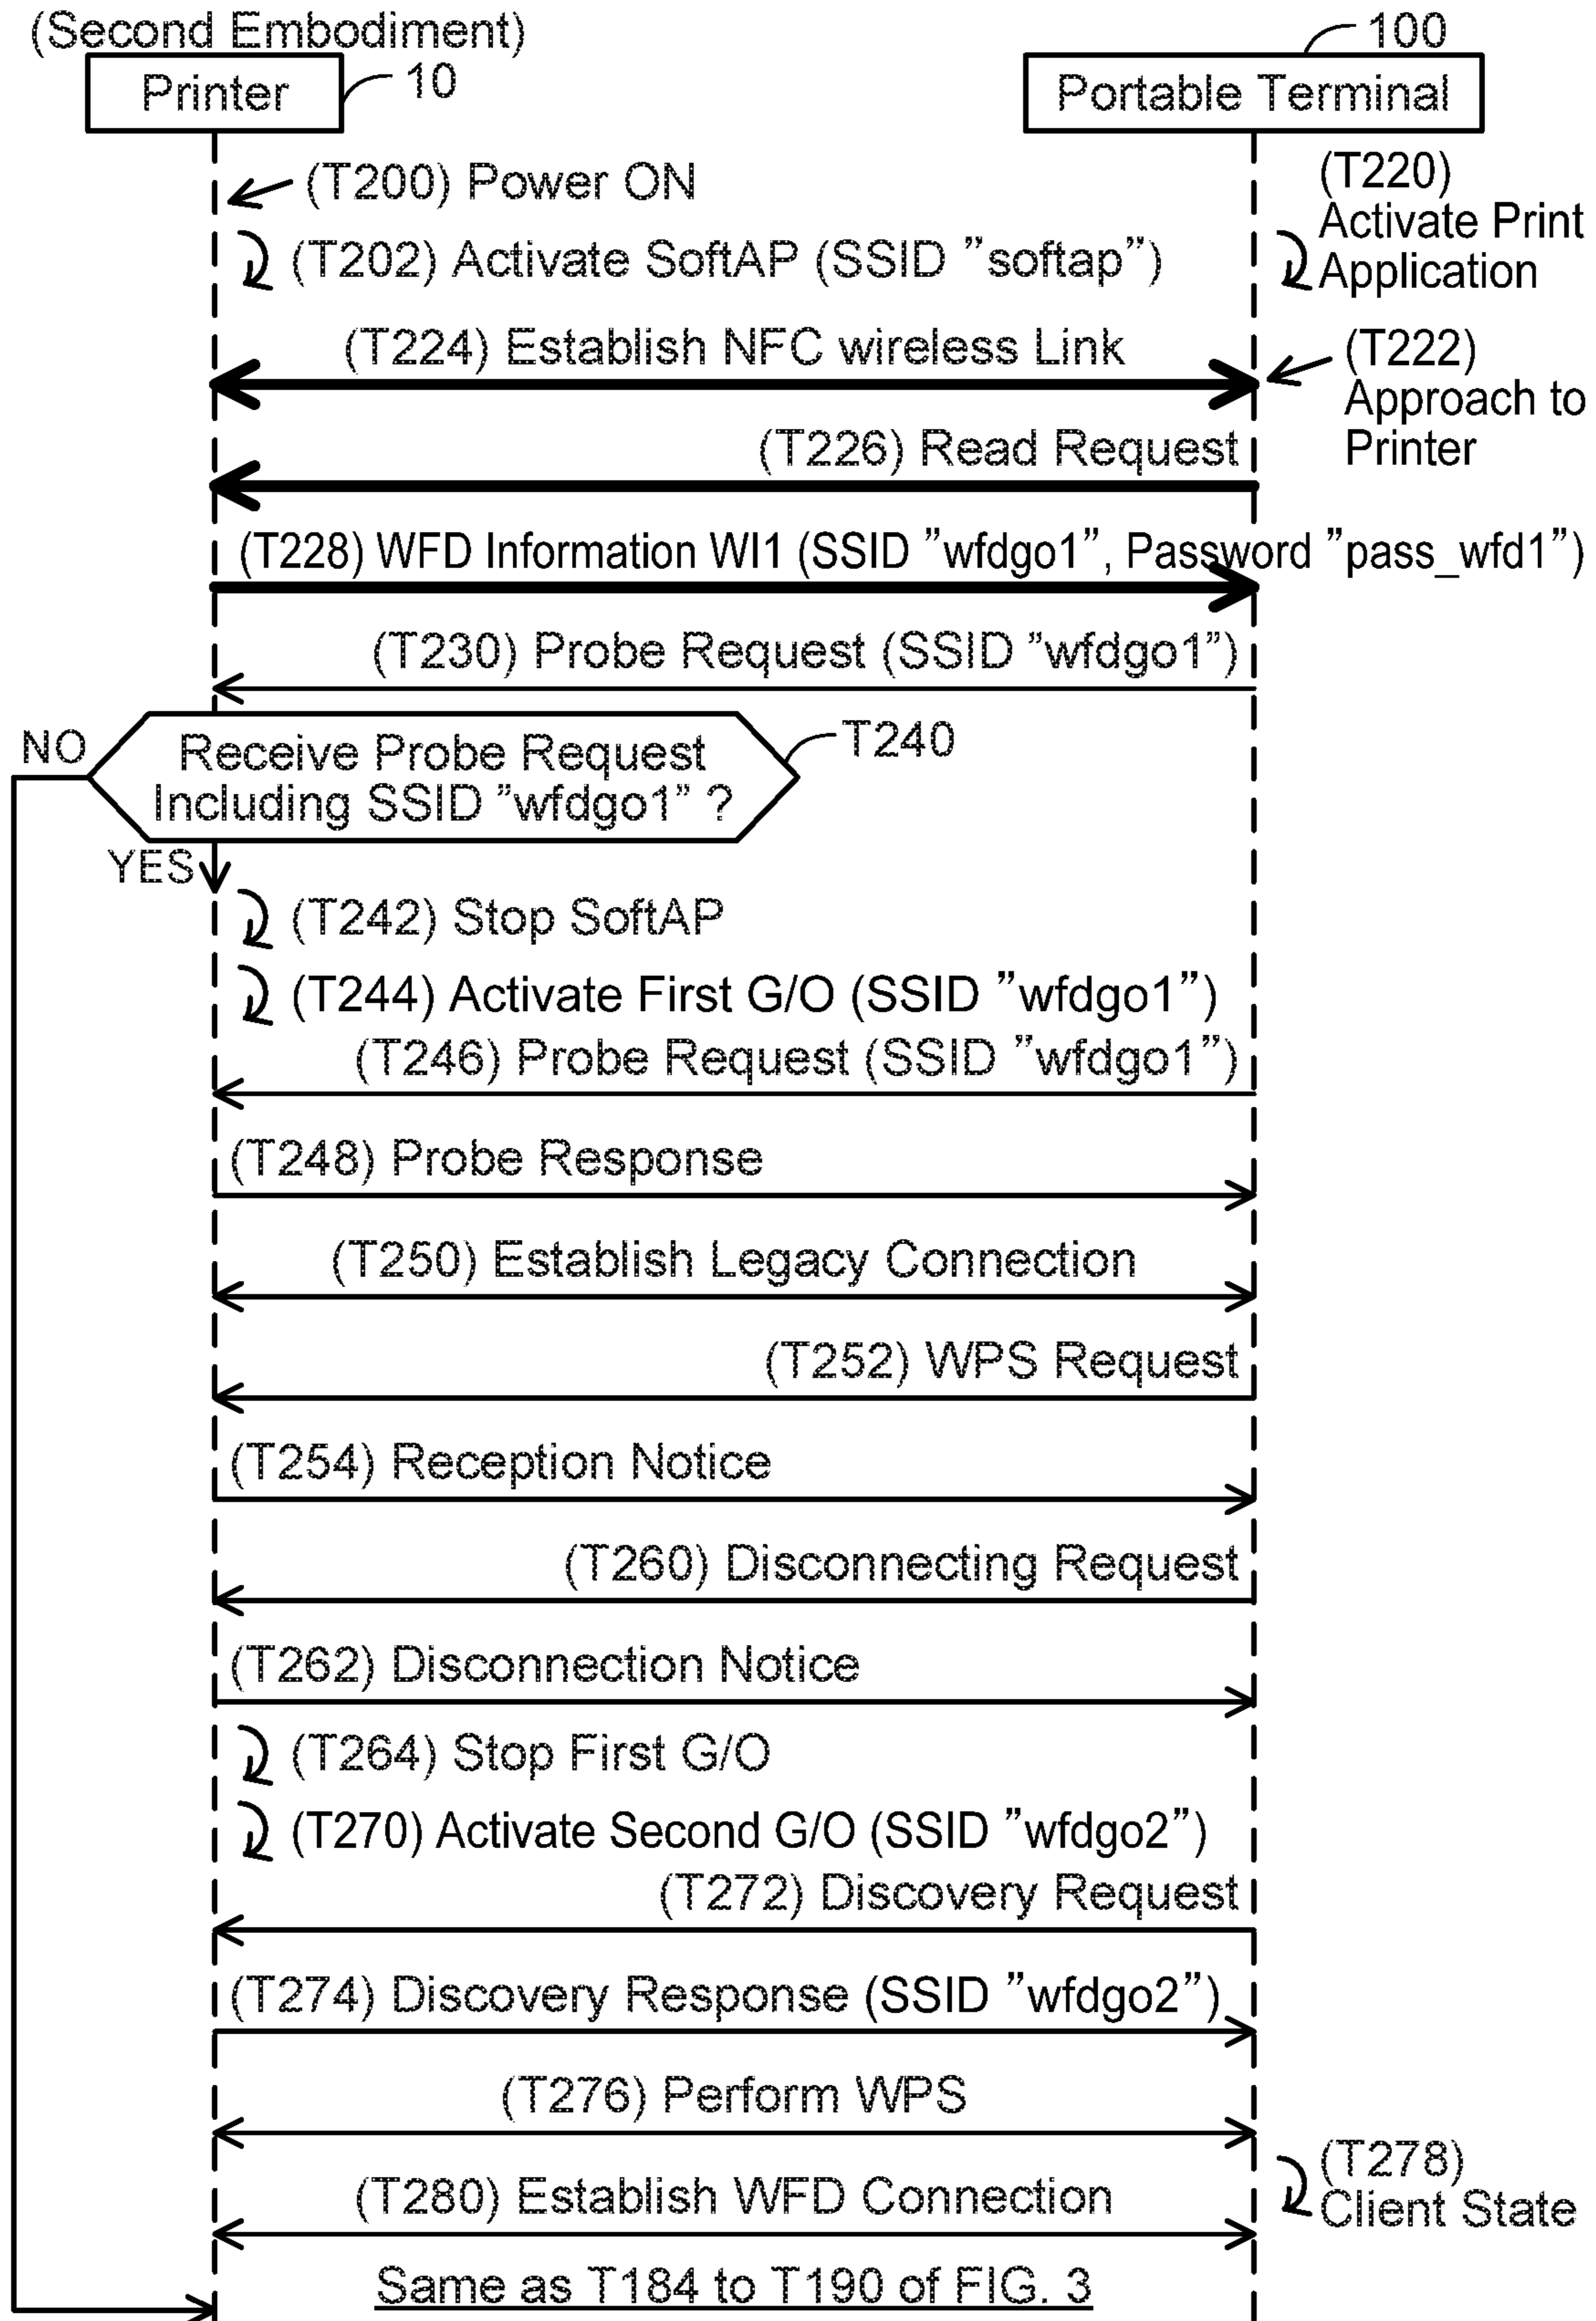 (Second Embodiment)
100
Printer
10
Portable Terminal
(T200) Power ON
(T220)
Activate Print
Application
(T202) Activate SoftAP (SSID ”softap”)
(T224) Establish NFC wireless Link
(T222)
Approach to
Printer
(T226) Read Request
(T228) WFD Information WI1 (SSID ”wfdgo1”, Password ”pass_wfd1”)
(T230) Probe Request (SSID ”wfdgo1”)
NO
Receive Probe Request
Including SSID ”wfdgo1” ?
T240
YES
(T242) Stop SoftAP
(T244) Activate First G/O (SSID ”wfdgo1”)
(T246) Probe Request (SSID ”wfdgo1”)
(T248) Probe Response
(T250) Establish Legacy Connection
(T252) WPS Request
(T254) Reception Notice
(T260) Disconnecting Request
(T262) Disconnection Notice
(T264) Stop First G/O
(T270) Activate Second G/O (SSID ”wfdgo2”)
(T272) Discovery Request
(T274) Discovery Response (SSID ”wfdgo2”)
(T276) Perform WPS
(T278)
Client State
(T280) Establish WFD Connection
Same as T184 to T190 of FIG. 3